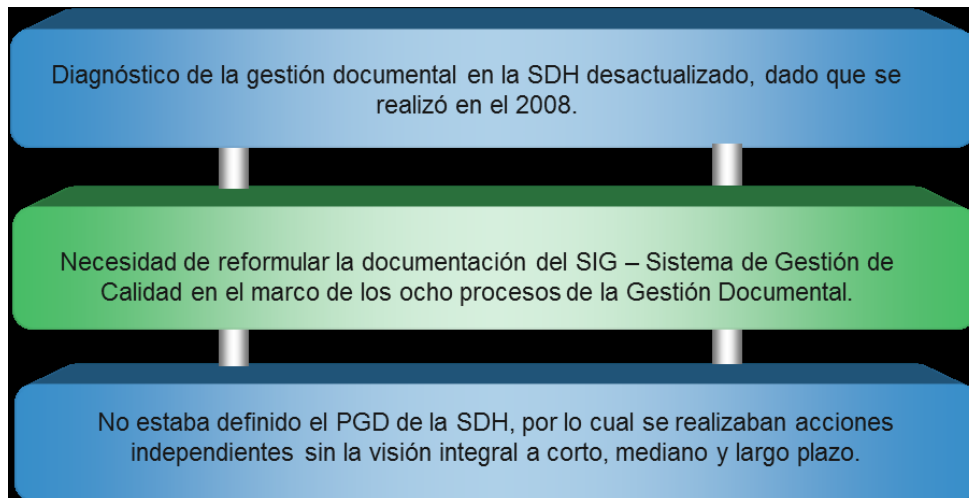 Diagnóstico de la gestión documental en la SDH desactualizado, dado que se
realizó en el 2008.
Necesidad de reformular la documentación del SIG – Sistema de Gestión de
Calidad en el marco de los ocho procesos de la Gestión Documental.
No estaba definido el PGD de la SDH, por lo cual se realizaban acciones
independientes sin la visión integral a corto, mediano y largo plazo.